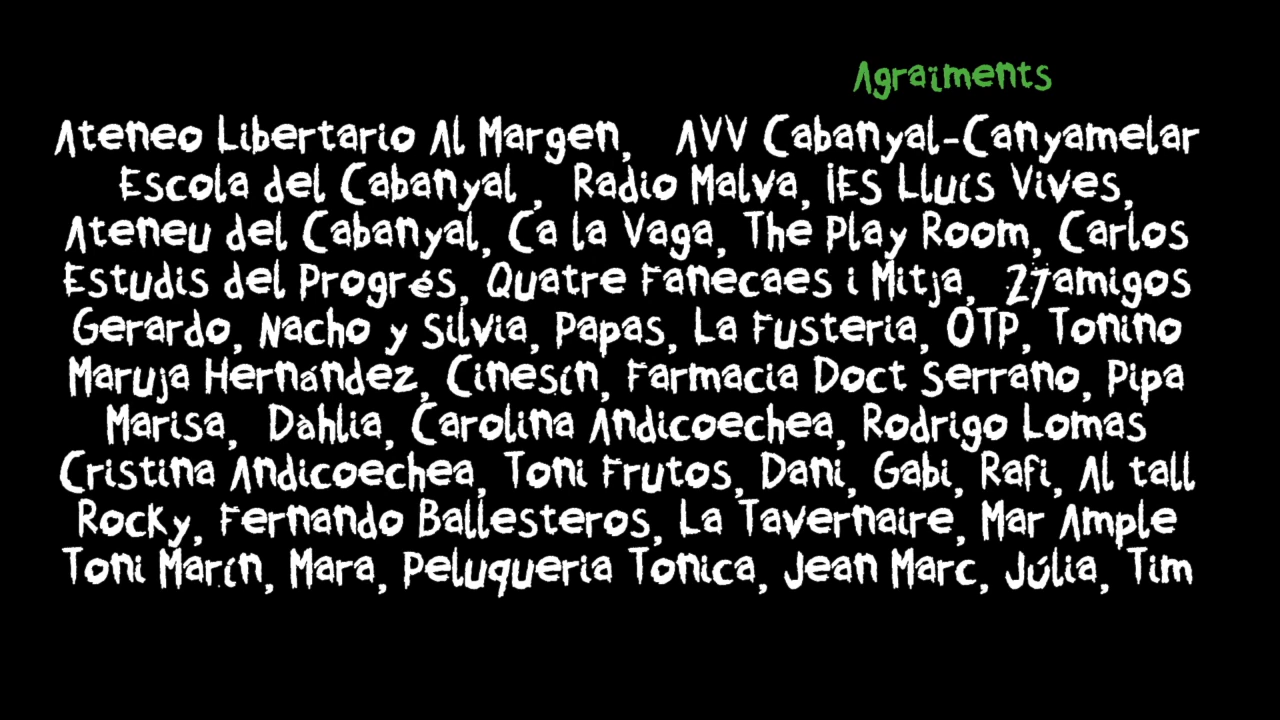 Agraïments
Ateneo Libertario Al Margen, AVV Cabanyal-Canyamelar
Escola del Cabanyal , Radio Malva, IES Lluís Vives,
Ateneu del Cabanyal, Ca la Vaga, The Play Room, Carlos
Estudis del Progrés, Quatre Fanecaes i Mitja, 27amigos
Gerardo, Nacho y Silvia, Papas, La Fusteria, OTP, Tonino
Maruja Hernández, Cinesín, Farmacia Doct Serrano, Pipa
Marisa, Dàhlia, Carolina Andicoechea, Rodrigo Lomas
Cristina Andicoechea, Toni Frutos, Dani, Gabi, Rafi, Al tall
Rocky, Fernando Ballesteros, La Tavernaire, Mar Ample
Toni Marín, Mara, Peluqueria Tonica, Jean Marc, Júlia, Tim